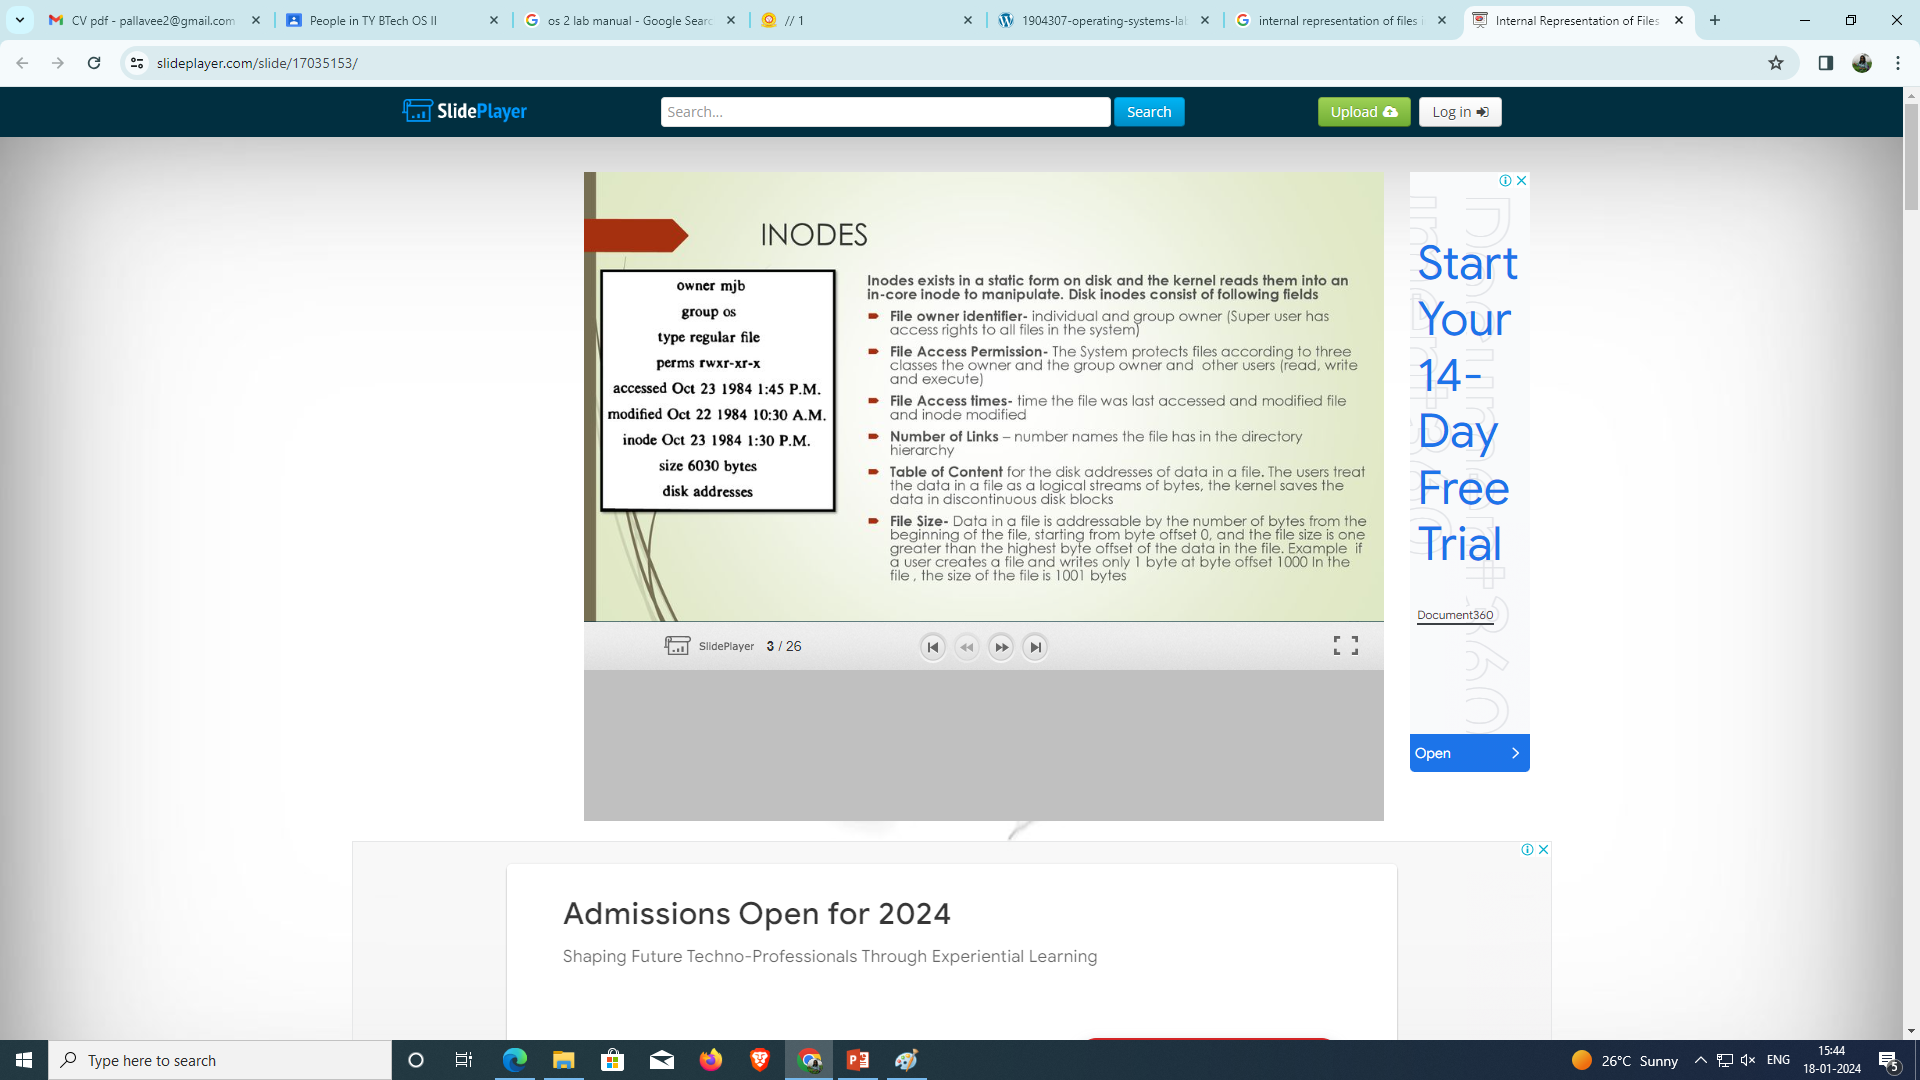 CV pdf - pallavee2@gmail.com
People in TY BTech OS II
os 2 lab manual - Google Searc
// 1
1904307-operating-systems-la
internal representation of files i
Internal Representation of Files
slideplayer.com/slide/17035153/
SlidePlayer
Search...
Search
Upload
Log in
INODES
owner mjb
group os
type regular file
perms rwxr-xr-x
accessed Oct 23 1984 1:45 P.M.
modified Oct 22 1984 10:30 A.M.
inode Oct 23 1984 1:30 P.M.
size 6030 bytes
disk addresses
Inodes exists in a static form on disk and the kernel reads them into an
in-core inode to manipulate. Disk inodes consist of following fields
File owner identifier- individual and group owner (Super user has
access rights to all files in the system)
File Access Permission- The System protects files according to three
classes the owner and the group owner and other users (read, write
and execute)
File Access times- time the file was last accessed and modified file
and inode modified
Number of Links – number names the file has in the directory
hierarchy
Table of Content for the disk addresses of data in a file. The users treat
the data in a file as a logical streams of bytes, the kernel saves the
data in discontinuous disk blocks
File Size- Data in a file is addressable by the number of bytes from the
beginning of the file, starting from byte offset 0, and the file size is one
greater than the highest byte offset of the data in the file. Example if
a user creates a file and writes only 1 byte at byte offset 1000 in the
file , the size of the file is 1001 bytes
SlidePlayer 3 / 26
Start
Your
14-
Day
Free
Trial
Document360
Open
Admissions Open for 2024
Shaping Future Techno-Professionals Through Experiential Learning
Type here to search
26°C Sunny
ENG
15:44
18-01-2024
5